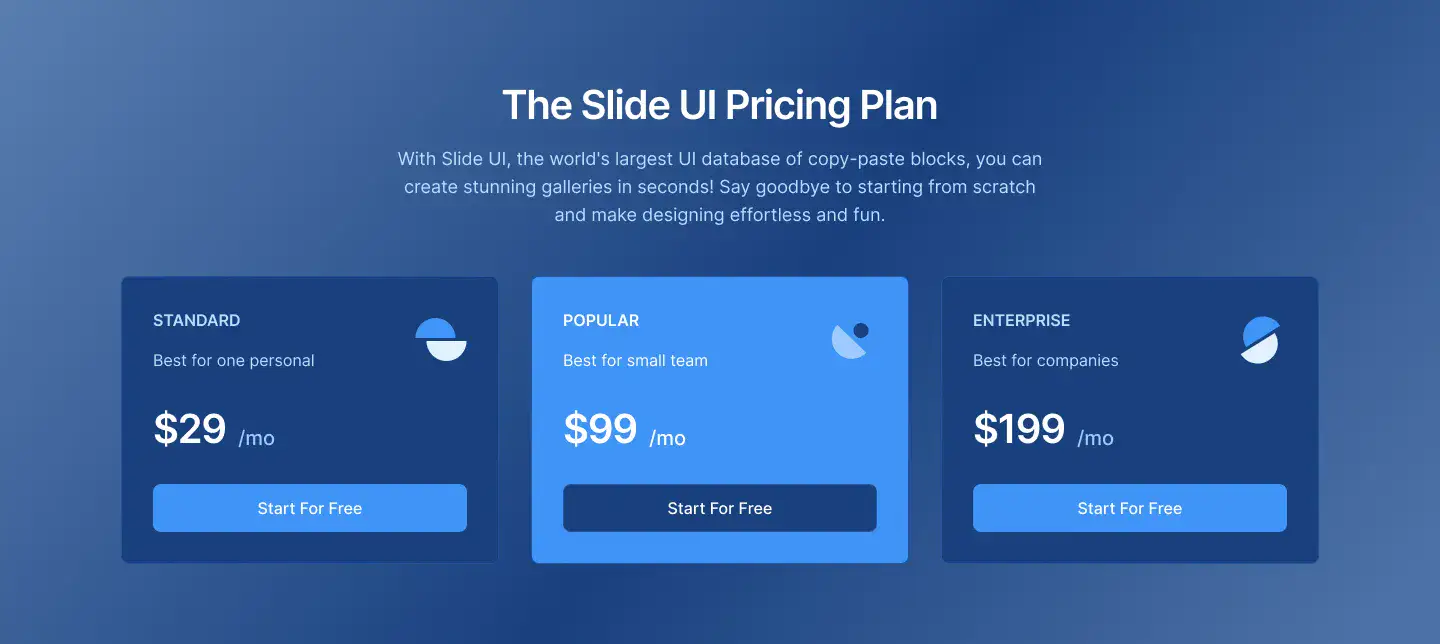 The Slide UI Pricing Plan
With Slide UI, the world's largest UI database of copy-paste blocks, you can
create stunning galleries in seconds! Say goodbye to starting from scratch
and make designing effortless and fun.
STANDARD
Best for one personal
$29 /mo
Start For Free
POPULAR
Best for small team
$99 /mo
Start For Free
ENTERPRISE
Best for companies
$199 /mo
Start For Free